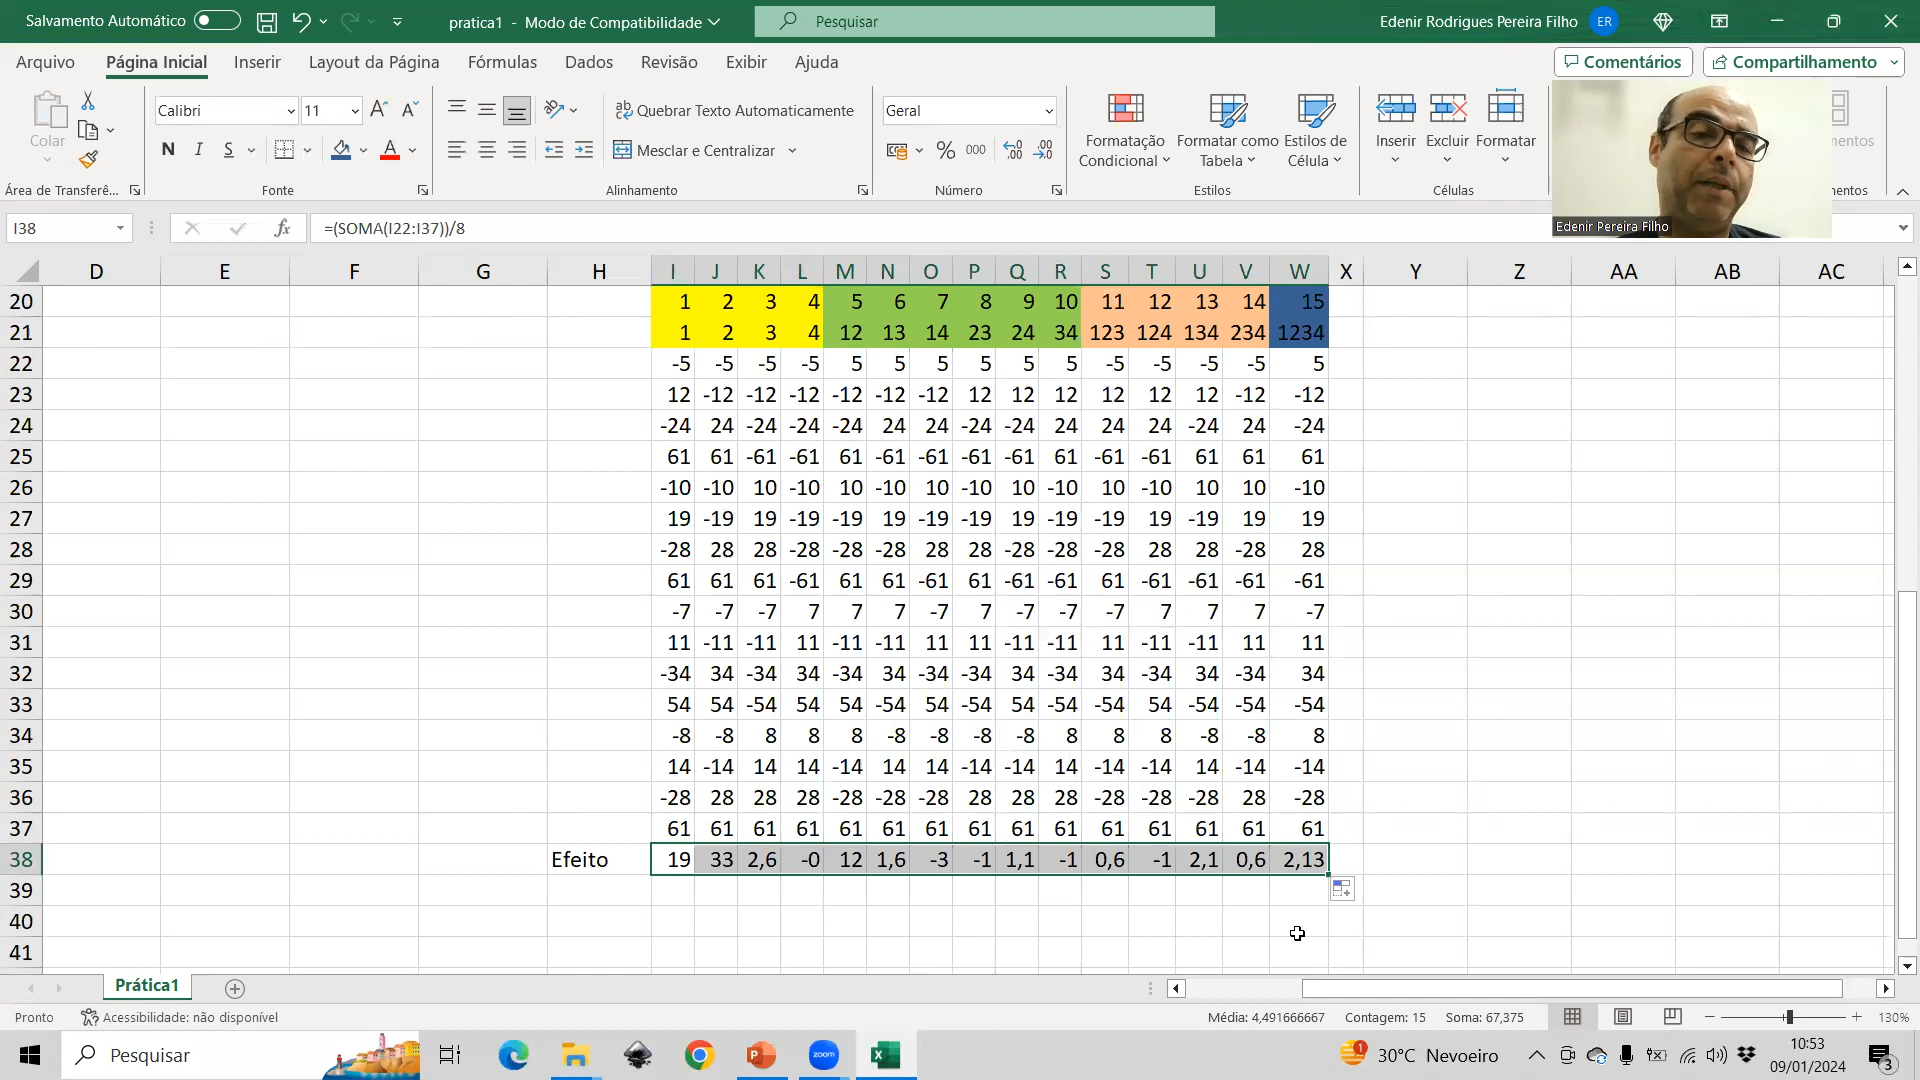 Salvamento Automático
pratica1 - Modo de Compatibilidade
Pesquisar
Edenir Rodrigues Pereira Filho
ER
Arquivo Página Inicial Inserir Layout da Página Fórmulas Dados Revisão Exibir Ajuda
Comentários
Compartilhamento
Colar
Calibri 11
Quebrar Texto Automaticamente
Geral
N I S A
Mesclar e Centralizar
% 000
Formatação Condicional
Formatar como Tabela
Estilos de Célula
Inserir Excluir Formatar
Área de Transferê... Fonte Alinhamento Número Estilos Células
Edenir Pereira Filho
I38
fx
=(SOMA(I22:I37))/8
D E F G H I J K L M N O P Q R S T U V W X Y Z AA AB AC
20 1 2 3 4 5 6 7 8 9 10 11 12 13 14 15
21 1 2 3 4 12 13 14 23 24 34 123 124 134 234 1234
22 -5 -5 -5 -5 5 5 5 5 5 5 -5 -5 -5 -5 5
23 12 -12 -12 -12 -12 -12 -12 12 12 12 12 12 12 -12 -12
24 -24 24 -24 -24 -24 24 24 -24 -24 24 24 24 -24 24 -24
25 61 61 -61 -61 61 -61 -61 -61 -61 61 -61 -61 61 61 61
26 -10 -10 10 -10 10 -10 10 -10 10 -10 10 -10 10 10 -10
27 19 -19 19 -19 -19 19 -19 -19 19 -19 -19 19 -19 19 19
28 -28 28 28 -28 -28 -28 28 28 -28 -28 -28 28 28 -28 28
29 61 61 61 -61 61 61 -61 61 -61 -61 61 -61 -61 -61 -61
30 -7 -7 -7 7 7 7 -7 7 -7 -7 -7 7 7 7 -7
31 11 -11 -11 11 -11 -11 11 11 -11 -11 11 -11 -11 11 11
32 -34 34 -34 34 -34 34 -34 -34 34 -34 34 -34 34 -34 34
33 54 54 -54 54 54 -54 54 -54 54 -54 -54 54 -54 -54 -54
34 -8 -8 8 8 8 -8 -8 -8 -8 8 8 8 -8 -8 8
35 14 -14 14 14 -14 14 14 -14 -14 14 -14 -14 14 -14 -14
36 -28 28 28 28 -28 -28 -28 28 28 28 -28 -28 -28 28 -28
37 61 61 61 61 61 61 61 61 61 61 61 61 61 61 61
38 Efeito 19 33 2,6 -0 12 1,6 -3 -1 1,1 -1 0,6 -1 2,1 0,6 2,13
39
40
41
Prática1
Pronto
Acessibilidade: não disponível
Média: 4,491666667 Contagem: 15 Soma: 67,375
130%
Pesquisar
zoom
30°C Nevoeiro
10:53
09/01/2024
3